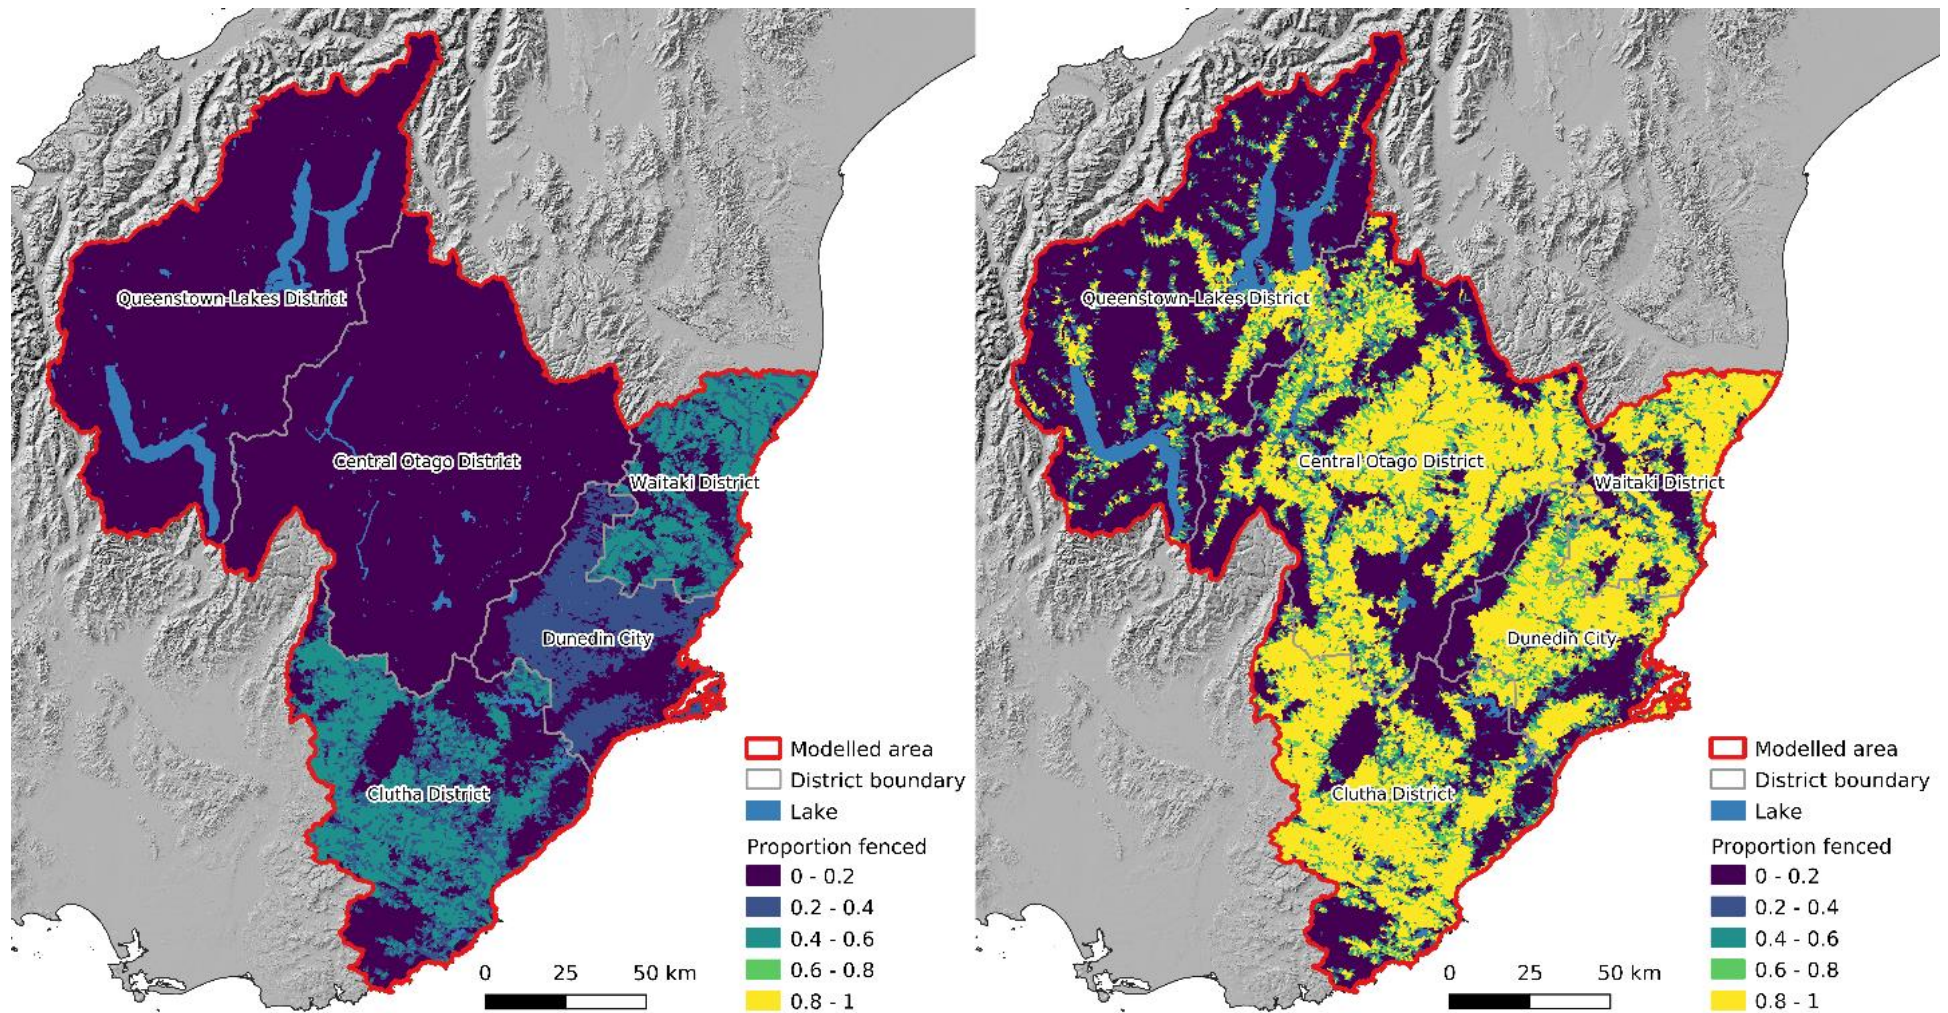 Queenstown-Lakes District
Central Otago District
Waitaki District
Dunedin City
Clutha District
Modelled area
District boundary
Lake
Proportion fenced
0 - 0.2
0.2 - 0.4
0.4 - 0.6
0.6 - 0.8
0.8 - 1
0 25 50 km
Queenstown-Lakes District
Central Otago District
Waitaki District
Dunedin City
Clutha District
Modelled area
District boundary
Lake
Proportion fenced
0 - 0.2
0.2 - 0.4
0.4 - 0.6
0.6 - 0.8
0.8 - 1
0 25 50 km